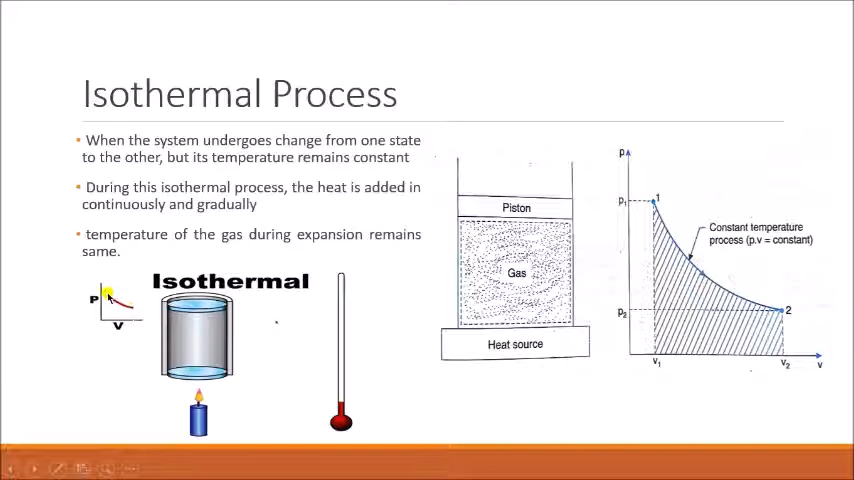 Isothermal Process
• When the system undergoes change from one state
to the other, but its temperature remains constant
• During this isothermal process, the heat is added in
continuously and gradually
• temperature of the gas during expansion remains
same.
Isothermal
P
V
Piston
Gas
Heat source
p
p₁
1
Constant temperature
process (p.v = constant)
p₂
2
v₁
v₂
v